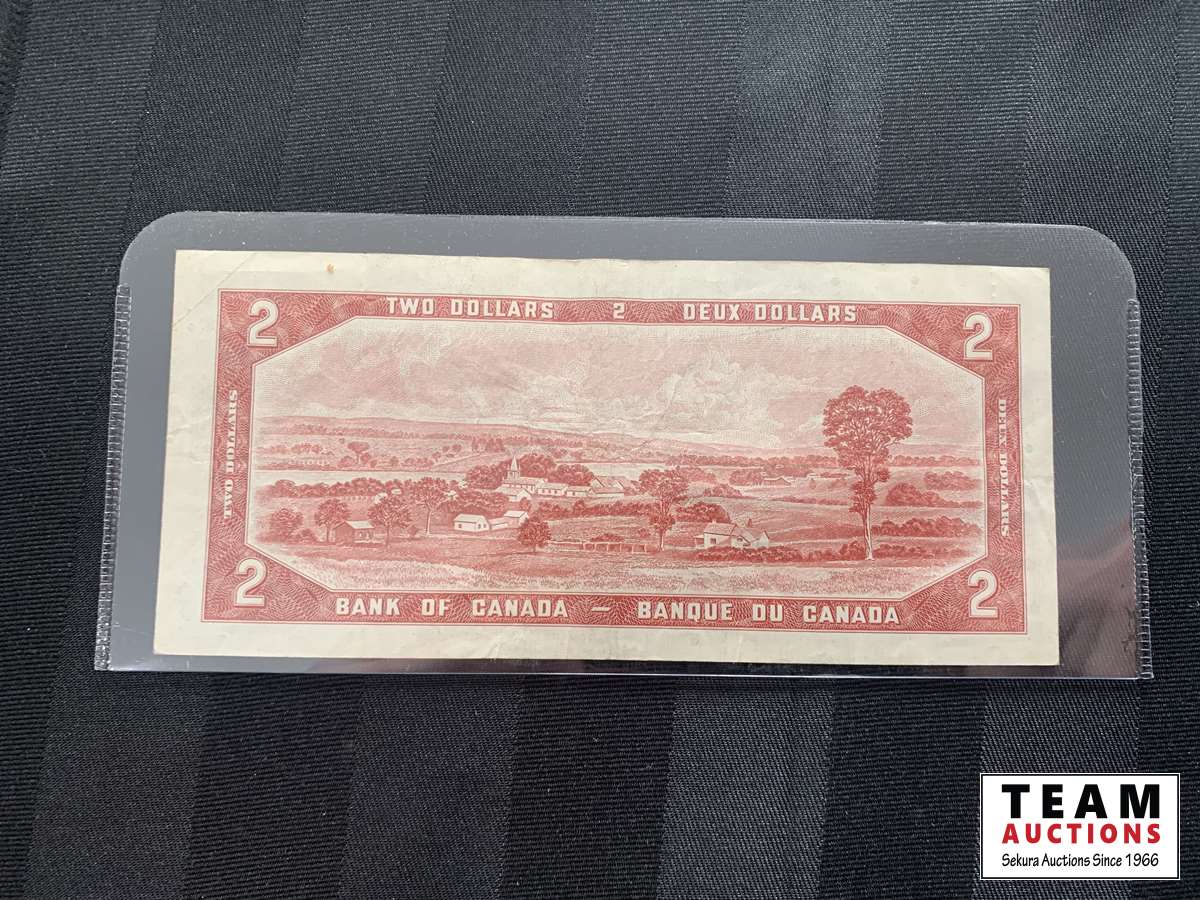 2 TWO DOLLARS 2 DEUX DOLLARS 2
TWO DOLLARS
DEUX DOLLARS
2 BANK OF CANADA — BANQUE DU CANADA 2
TEAM
AUCTIONS
Sekura Auctions Since 1966